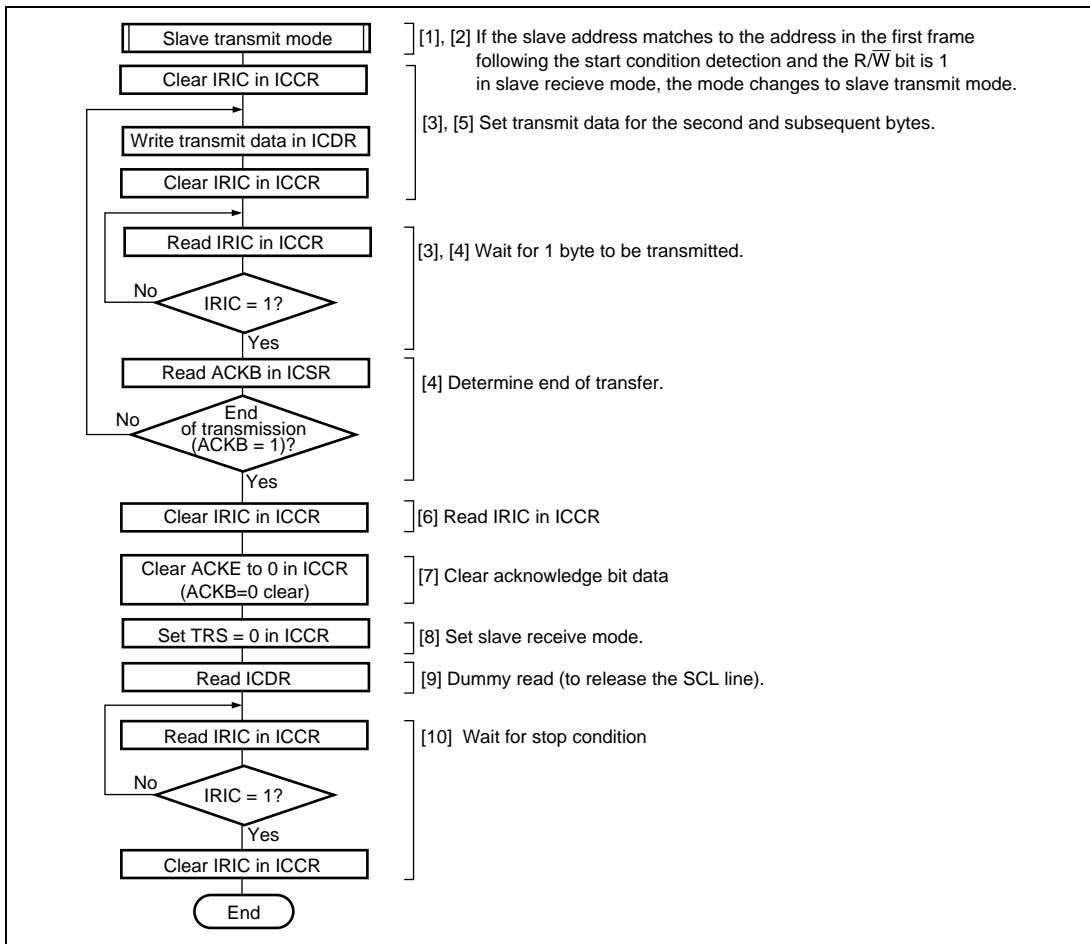 Slave transmit mode
[1], [2] If the slave address matches to the address in the first frame
following the start condition detection and the R/W̅ bit is 1
in slave recieve mode, the mode changes to slave transmit mode.
Clear IRIC in ICCR
[3], [5] Set transmit data for the second and subsequent bytes.
Write transmit data in ICDR
Clear IRIC in ICCR
Read IRIC in ICCR
[3], [4] Wait for 1 byte to be transmitted.
No
IRIC = 1?
Yes
Read ACKB in ICSR
[4] Determine end of transfer.
No
End
of transmission
(ACKB = 1)?
Yes
Clear IRIC in ICCR
[6] Read IRIC in ICCR
Clear ACKE to 0 in ICCR
(ACKB=0 clear)
[7] Clear acknowledge bit data
Set TRS = 0 in ICCR
[8] Set slave receive mode.
Read ICDR
[9] Dummy read (to release the SCL line).
Read IRIC in ICCR
[10] Wait for stop condition
No
IRIC = 1?
Yes
Clear IRIC in ICCR
End